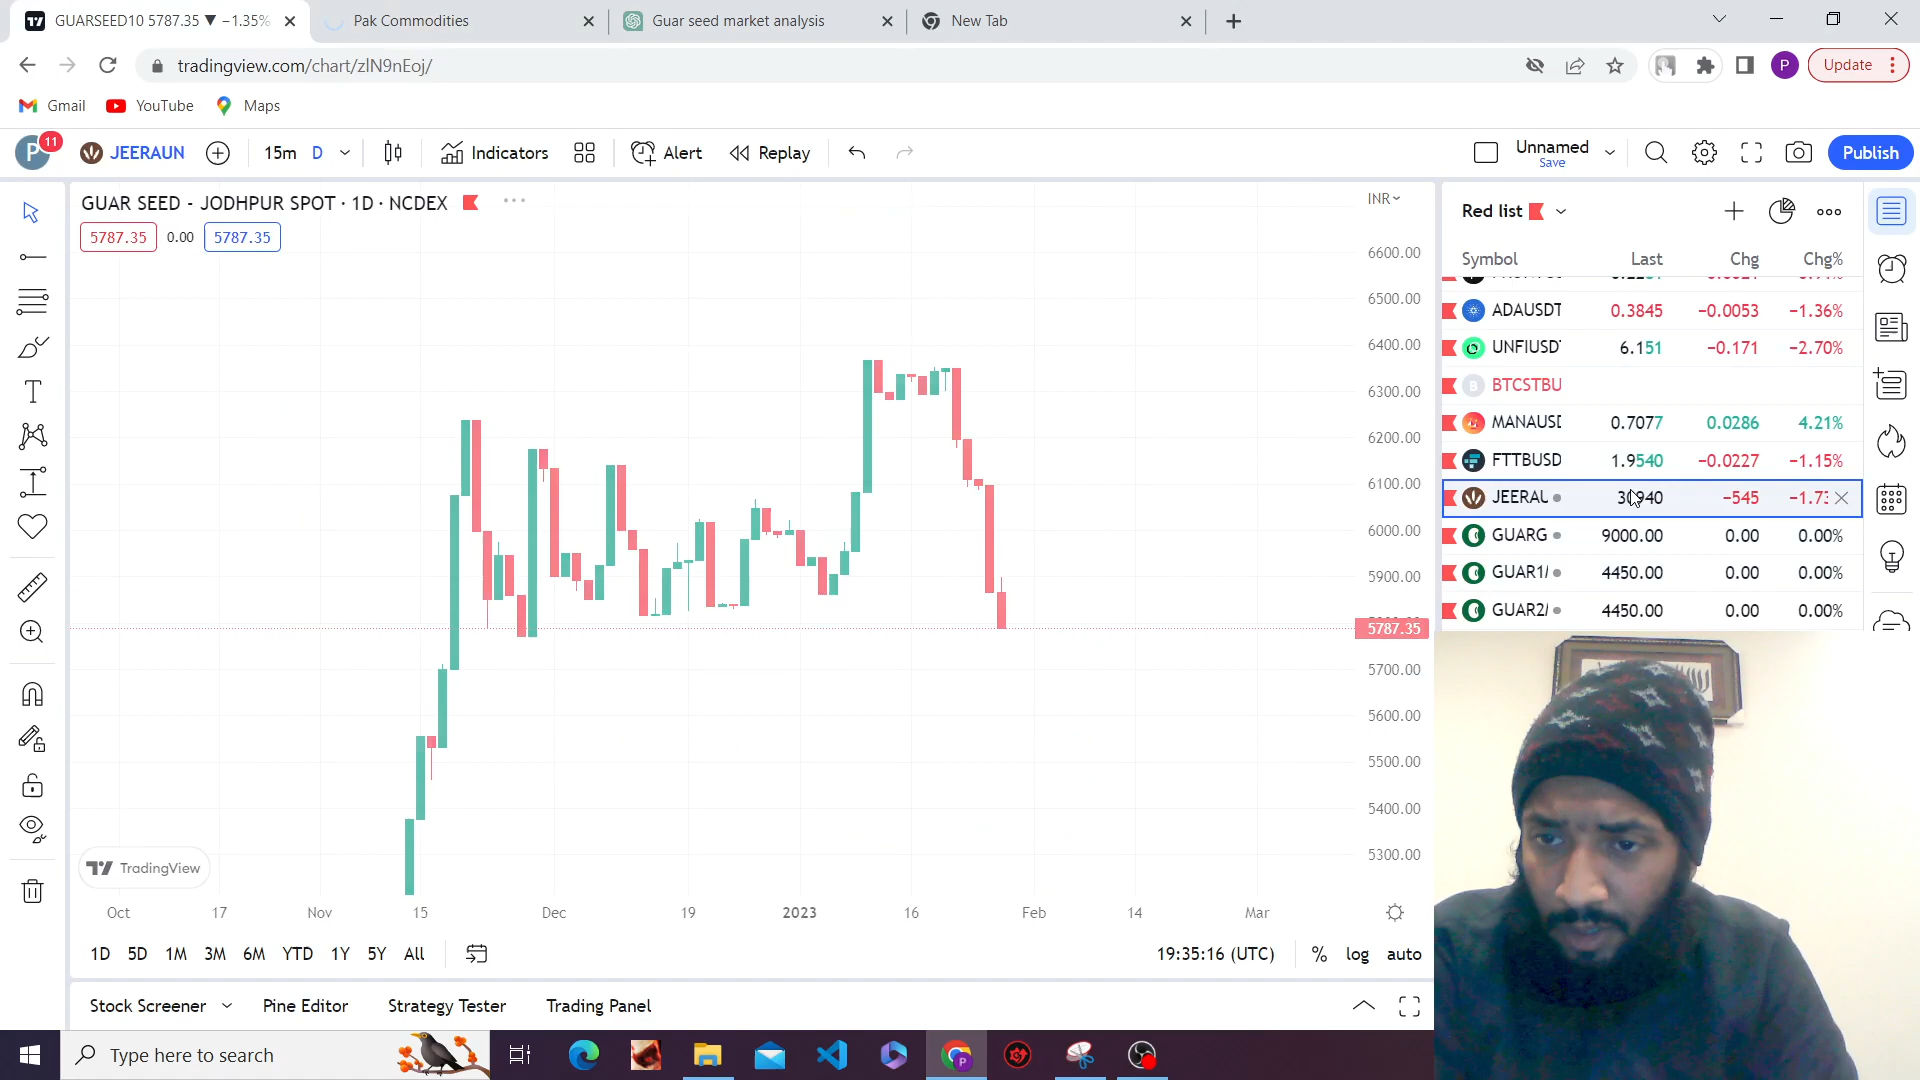 GUARSEED10 5787.35 ▼ −1.35%
Pak Commodities
Guar seed market analysis
New Tab
tradingview.com/chart/zlN9nEoj/
P
Update
Gmail
YouTube
Maps
P
11
JEERAUN
15m D
Indicators
Alert
Replay
Unnamed
Save
Publish
GUAR SEED - JODHPUR SPOT · 1D · NCDEX
5787.35 0.00 5787.35
INR
6600.00
6500.00
6400.00
6300.00
6200.00
6100.00
6000.00
5900.00
5787.35
5700.00
5600.00
5500.00
5400.00
5300.00
TradingView
Oct 17 Nov 15 Dec 19 2023 16 Feb 14 Mar
1D 5D 1M 3M 6M YTD 1Y 5Y All
19:35:16 (UTC) % log auto
Stock Screener
Pine Editor
Strategy Tester
Trading Panel
Red list
Symbol Last Chg Chg%
ADAUSDT 0.3845 −0.0053 −1.36%
UNFIUSD 6.151 −0.171 −2.70%
BTCSTBU
MANAUSD 0.7077 0.0286 4.21%
FTTBUSD 1.9540 −0.0227 −1.15%
JEERAU 30940 −545 −1.73
GUARG 9000.00 0.00 0.00%
GUAR1 4450.00 0.00 0.00%
GUAR2 4450.00 0.00 0.00%
Type here to search